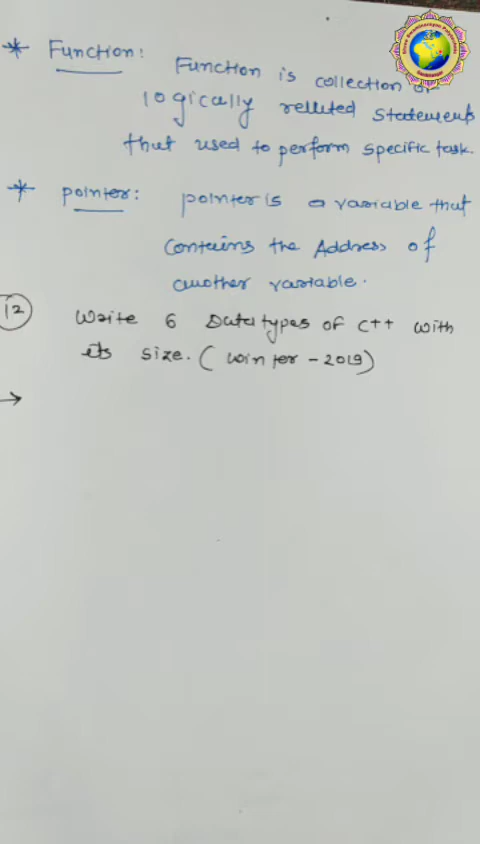 * Function: Function is collection of
logically rellated statements
that used to perform specific task.
* pointer: pointer is a variable that
contains the Address of
another variable.
12 Write 6 Data types of C++ with
its size. (Winter - 2019)
→